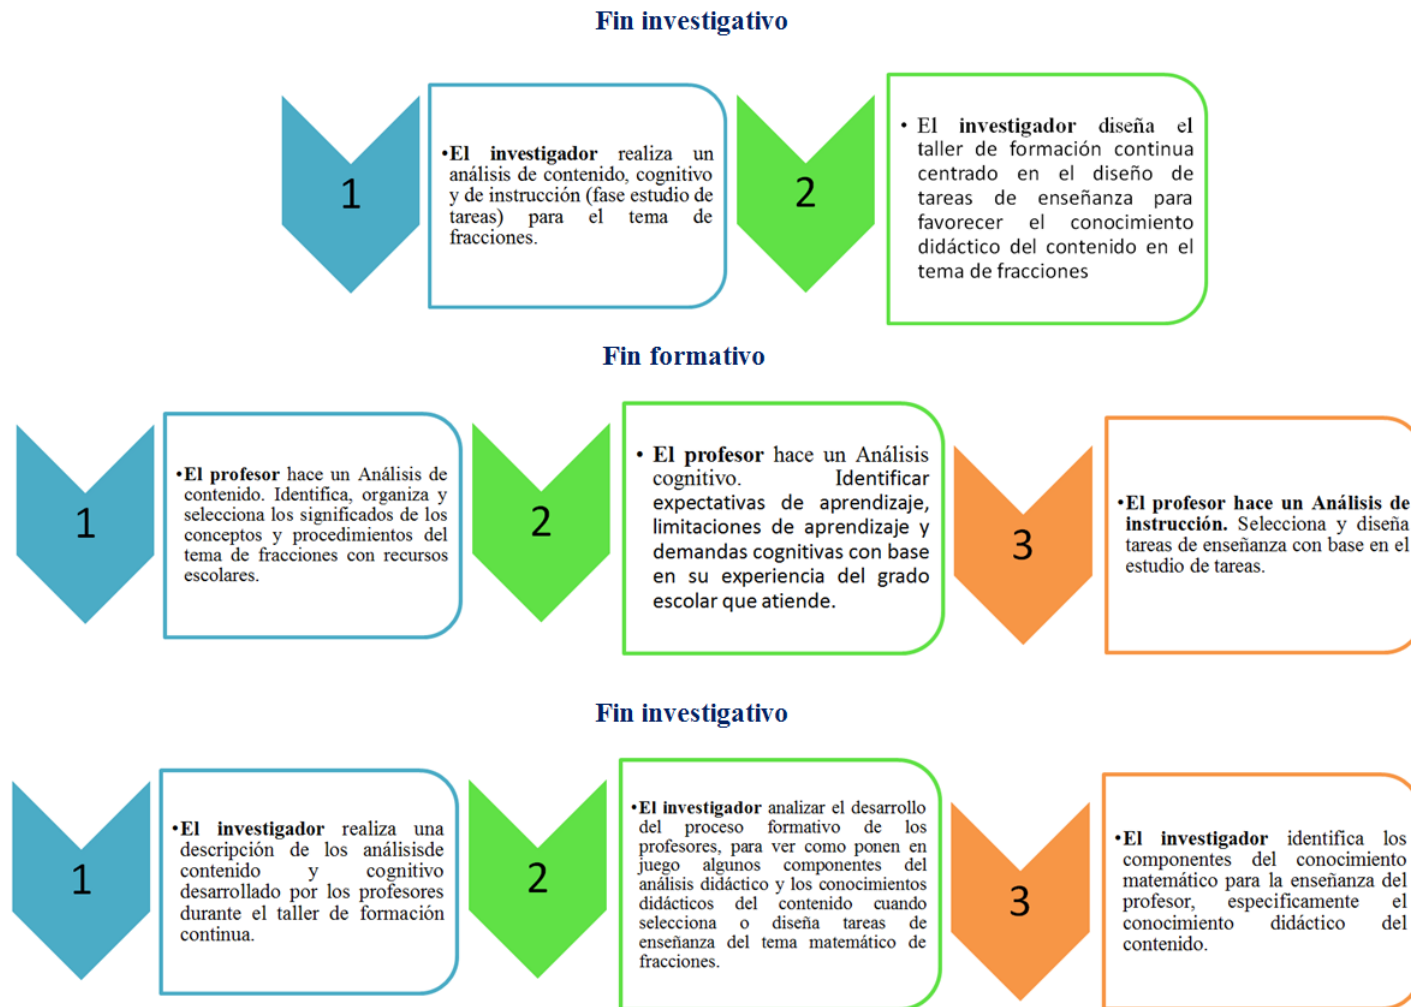 Fin investigativo
1
•El investigador realiza un
análisis de contenido, cognitivo
y de instrucción (fase estudio de
tareas) para el tema de
fracciones.
2
• El investigador diseña el
taller de formación continua
centrado en el diseño de
tareas de enseñanza para
favorecer el conocimiento
didáctico del contenido en el
tema de fracciones
Fin formativo
1
•El profesor hace un Análisis de
contenido. Identifica, organiza y
selecciona los significados de los
conceptos y procedimientos del
tema de fracciones con recursos
escolares.
2
• El profesor hace un Análisis
cognitivo. Identificar
expectativas de aprendizaje,
limitaciones de aprendizaje y
demandas cognitivas con base
en su experiencia del grado
escolar que atiende.
3
•El profesor hace un Análisis de
instrucción. Selecciona y diseña
tareas de enseñanza con base en el
estudio de tareas.
Fin investigativo
1
•El investigador realiza una
descripción de los análisisde
contenido y cognitivo
desarrollado por los profesores
durante el taller de formación
continua.
2
•El investigador analizar el desarrollo
del proceso formativo de los
profesores, para ver como ponen en
juego algunos componentes del
análisis didáctico y los conocimientos
didácticos del contenido cuando
selecciona o diseña tareas de
enseñanza del tema matemático de
fracciones.
3
•El investigador identifica los
componentes del conocimiento
matemático para la enseñanza del
profesor, específicamente el
conocimiento didáctico del
contenido.